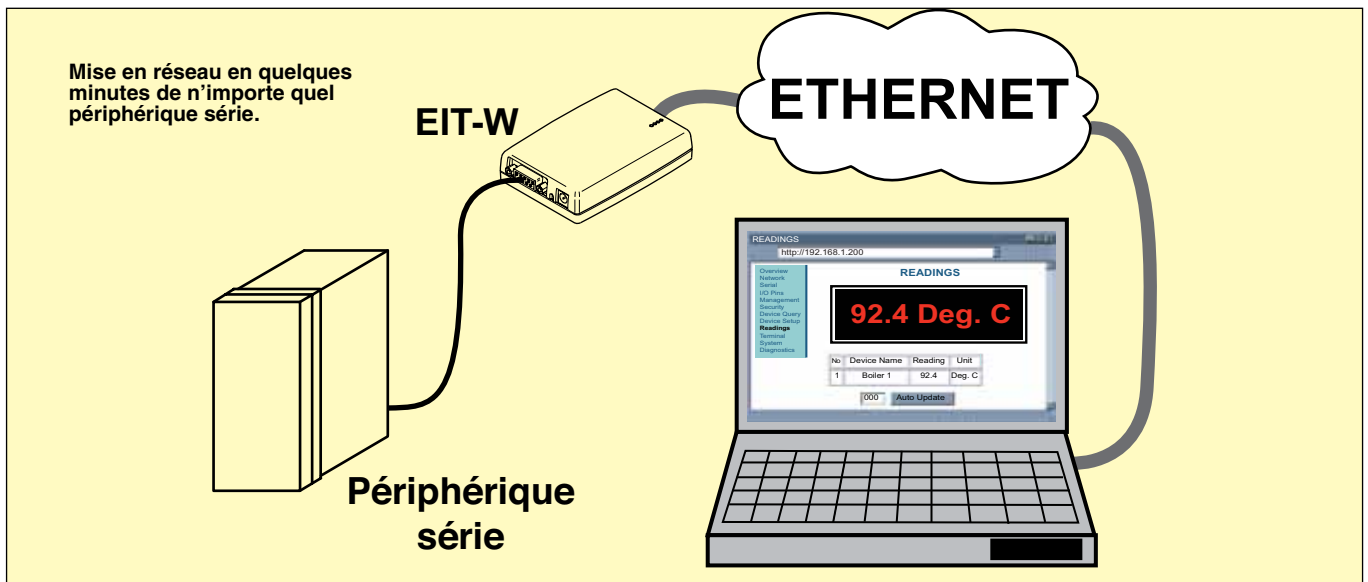 Mise en réseau en quelques
minutes de n’importe quel
périphérique série.
EIT-W
ETHERNET
READINGS
http://192.168.1.200
Overview
Network
Serial
I/O Pins
Management
Security
Device Query
Device Setup
Readings
Terminal
System
Diagnostics
READINGS
92.4 Deg. C
No Device Name Reading Unit
1 Boiler 1 92.4 Deg. C
000 Auto Update
Périphérique
série